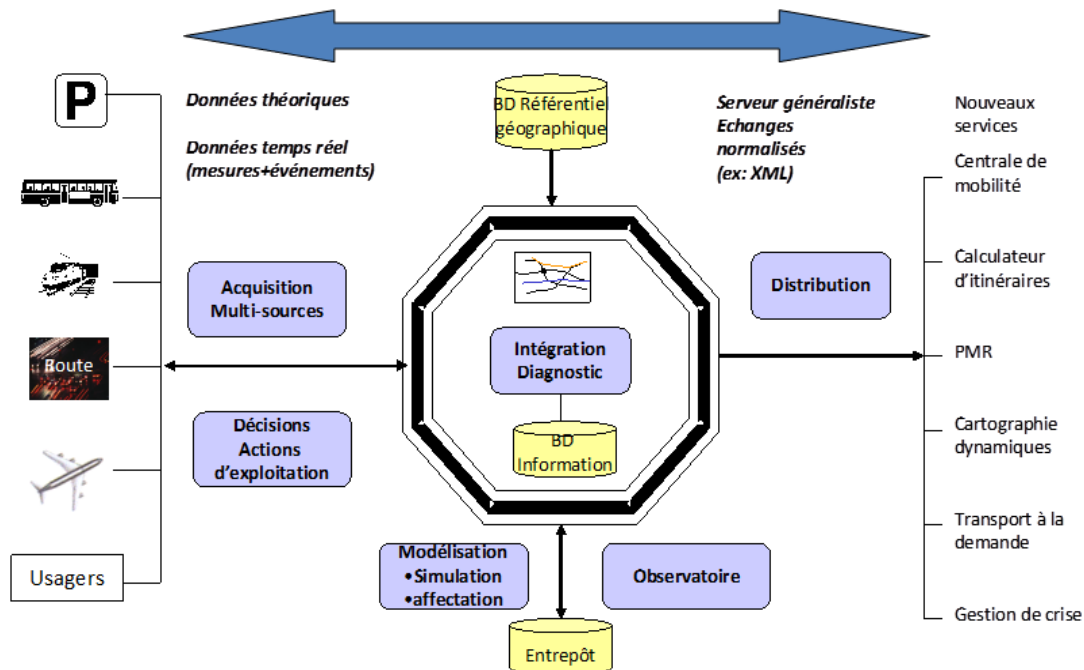 P
Données théoriques
Données temps réel
(mesures+événements)
BD Référentiel
géographique
Serveur généraliste
Echanges
normalisés
(ex: XML)
Nouveaux
services
Centrale de
mobilité
Calculateur
d’itinéraires
PMR
Cartographie
dynamiques
Transport à la
demande
Gestion de crise
Acquisition
Multi-sources
Route
Décisions
Actions
d’exploitation
Usagers
Intégration
Diagnostic
BD
Information
Distribution
Modélisation
•Simulation
•affectation
Observatoire
Entrepôt